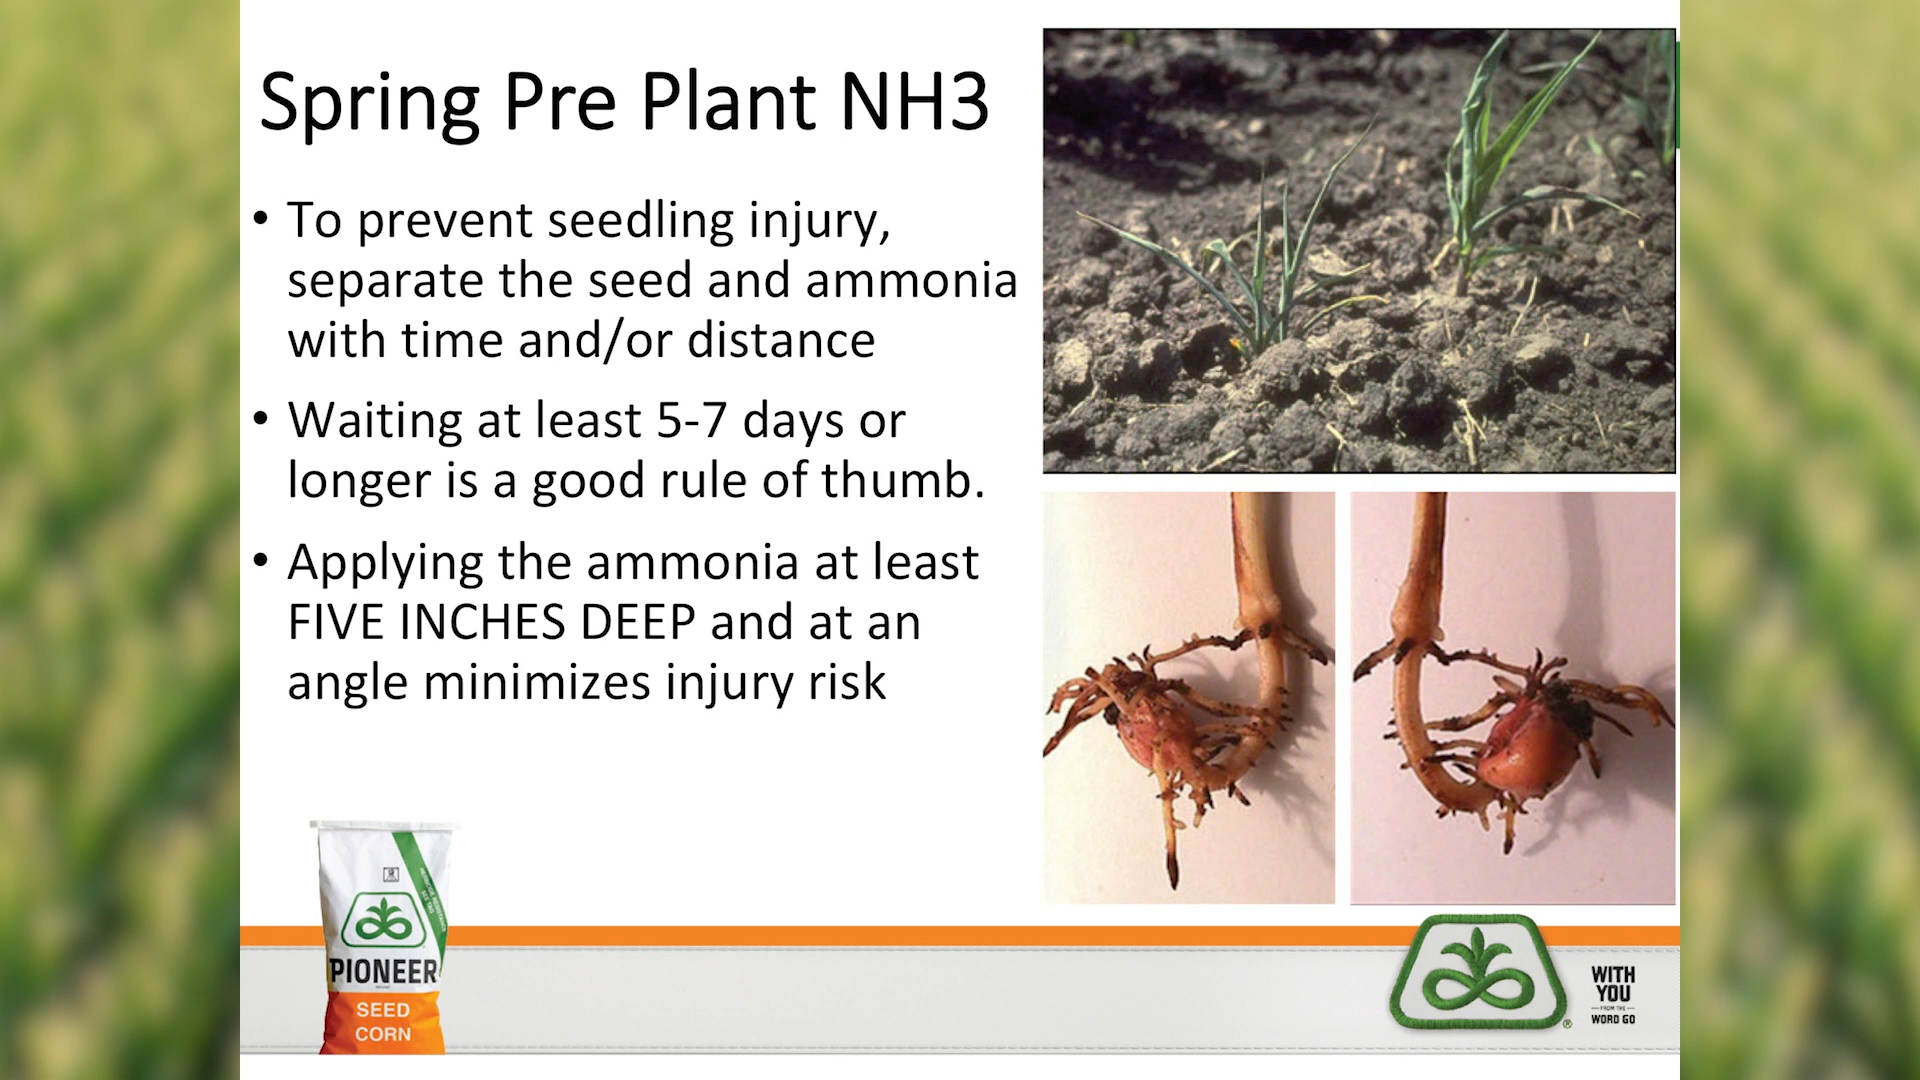 Spring Pre Plant NH3
• To prevent seedling injury,
separate the seed and ammonia
with time and/or distance
• Waiting at least 5-7 days or
longer is a good rule of thumb.
• Applying the ammonia at least
FIVE INCHES DEEP and at an
angle minimizes injury risk
PIONEER
SEED
CORN
®
WITH
YOU
FROM THE
WORD GO